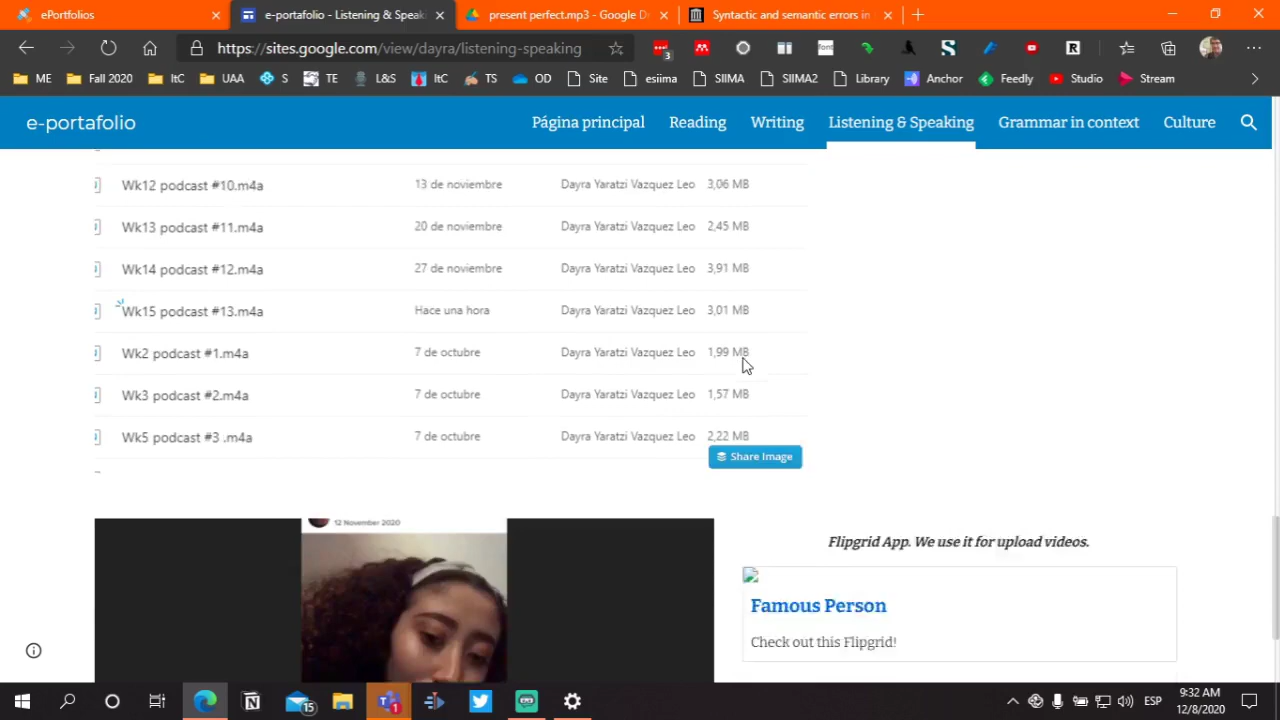 ePortfolios
e-portafolio - Listening & Speaki
present perfect.mp3 - Google Dr
Syntactic and semantic errors in
https://sites.google.com/view/dayra/listening-speaking
3
font
R
ME
Fall 2020
ItC
UAA
S
TE
L&S
ItC
TS
OD
Site
esiima
SIIMA
SIIMA2
Library
Anchor
Feedly
Studio
Stream
e-portafolio
Página principal
Reading
Writing
Listening & Speaking
Grammar in context
Culture
Wk12 podcast #10.m4a 13 de noviembre Dayra Yaratzi Vazquez Leo 3,06 MB
Wk13 podcast #11.m4a 20 de noviembre Dayra Yaratzi Vazquez Leo 2,45 MB
Wk14 podcast #12.m4a 27 de noviembre Dayra Yaratzi Vazquez Leo 3,91 MB
Wk15 podcast #13.m4a Hace una hora Dayra Yaratzi Vazquez Leo 3,01 MB
Wk2 podcast #1.m4a 7 de octubre Dayra Yaratzi Vazquez Leo 1,99 MB
Wk3 podcast #2.m4a 7 de octubre Dayra Yaratzi Vazquez Leo 1,57 MB
Wk5 podcast #3 .m4a 7 de octubre Dayra Yaratzi Vazquez Leo 2,22 MB
Share Image
12 November 2020
Flipgrid App. We use it for upload videos.
Famous Person
Check out this Flipgrid!
15
1
ESP
9:32 AM
12/8/2020